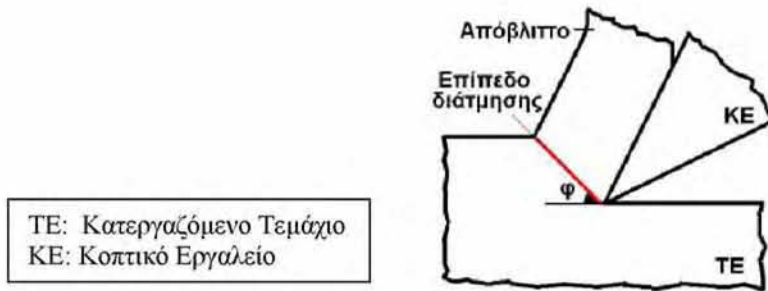 Απόβλιττο
Επίπεδο
διάτμησης
ΚΕ
φ
ΤΕ
ΤΕ: Κατεργαζόμενο Τεμάχιο
ΚΕ: Κοπτικό Εργαλείο